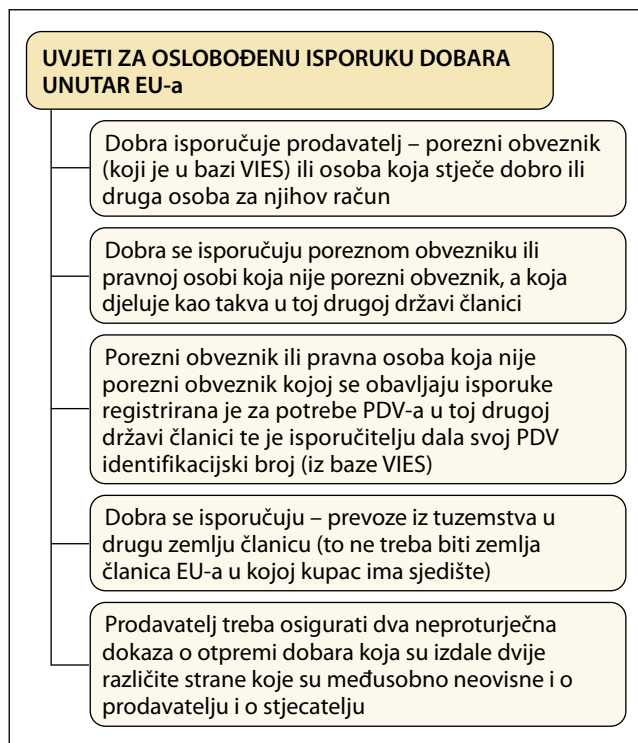 UVJETI ZA OSLOBOĐENU ISPORUKU DOBARA
UNUTAR EU-a
Dobra isporučuje prodavatelj – porezni obveznik
(koji je u bazi VIES) ili osoba koja stječe dobro ili
druga osoba za njihov račun
Dobra se isporučuju poreznom obvezniku ili
pravnoj osobi koja nije porezni obveznik, a koja
djeluje kao takva u toj drugoj državi članici
Porezni obveznik ili pravna osoba koja nije
porezni obveznik kojoj se obavljaju isporuke
registrirana je za potrebe PDV-a u toj drugoj
državi članici te je isporučitelju dala svoj PDV
identifikacijski broj (iz baze VIES)
Dobra se isporučuju – prevoze iz tuzemstva u
drugu zemlju članicu (to ne treba biti zemlja
članica EU-a u kojoj kupac ima sjedište)
Prodavatelj treba osigurati dva neproturječna
dokaza o otpremi dobara koja su izdale dvije
različite strane koje su međusobno neovisne i o
prodavatelju i o stjecatelju